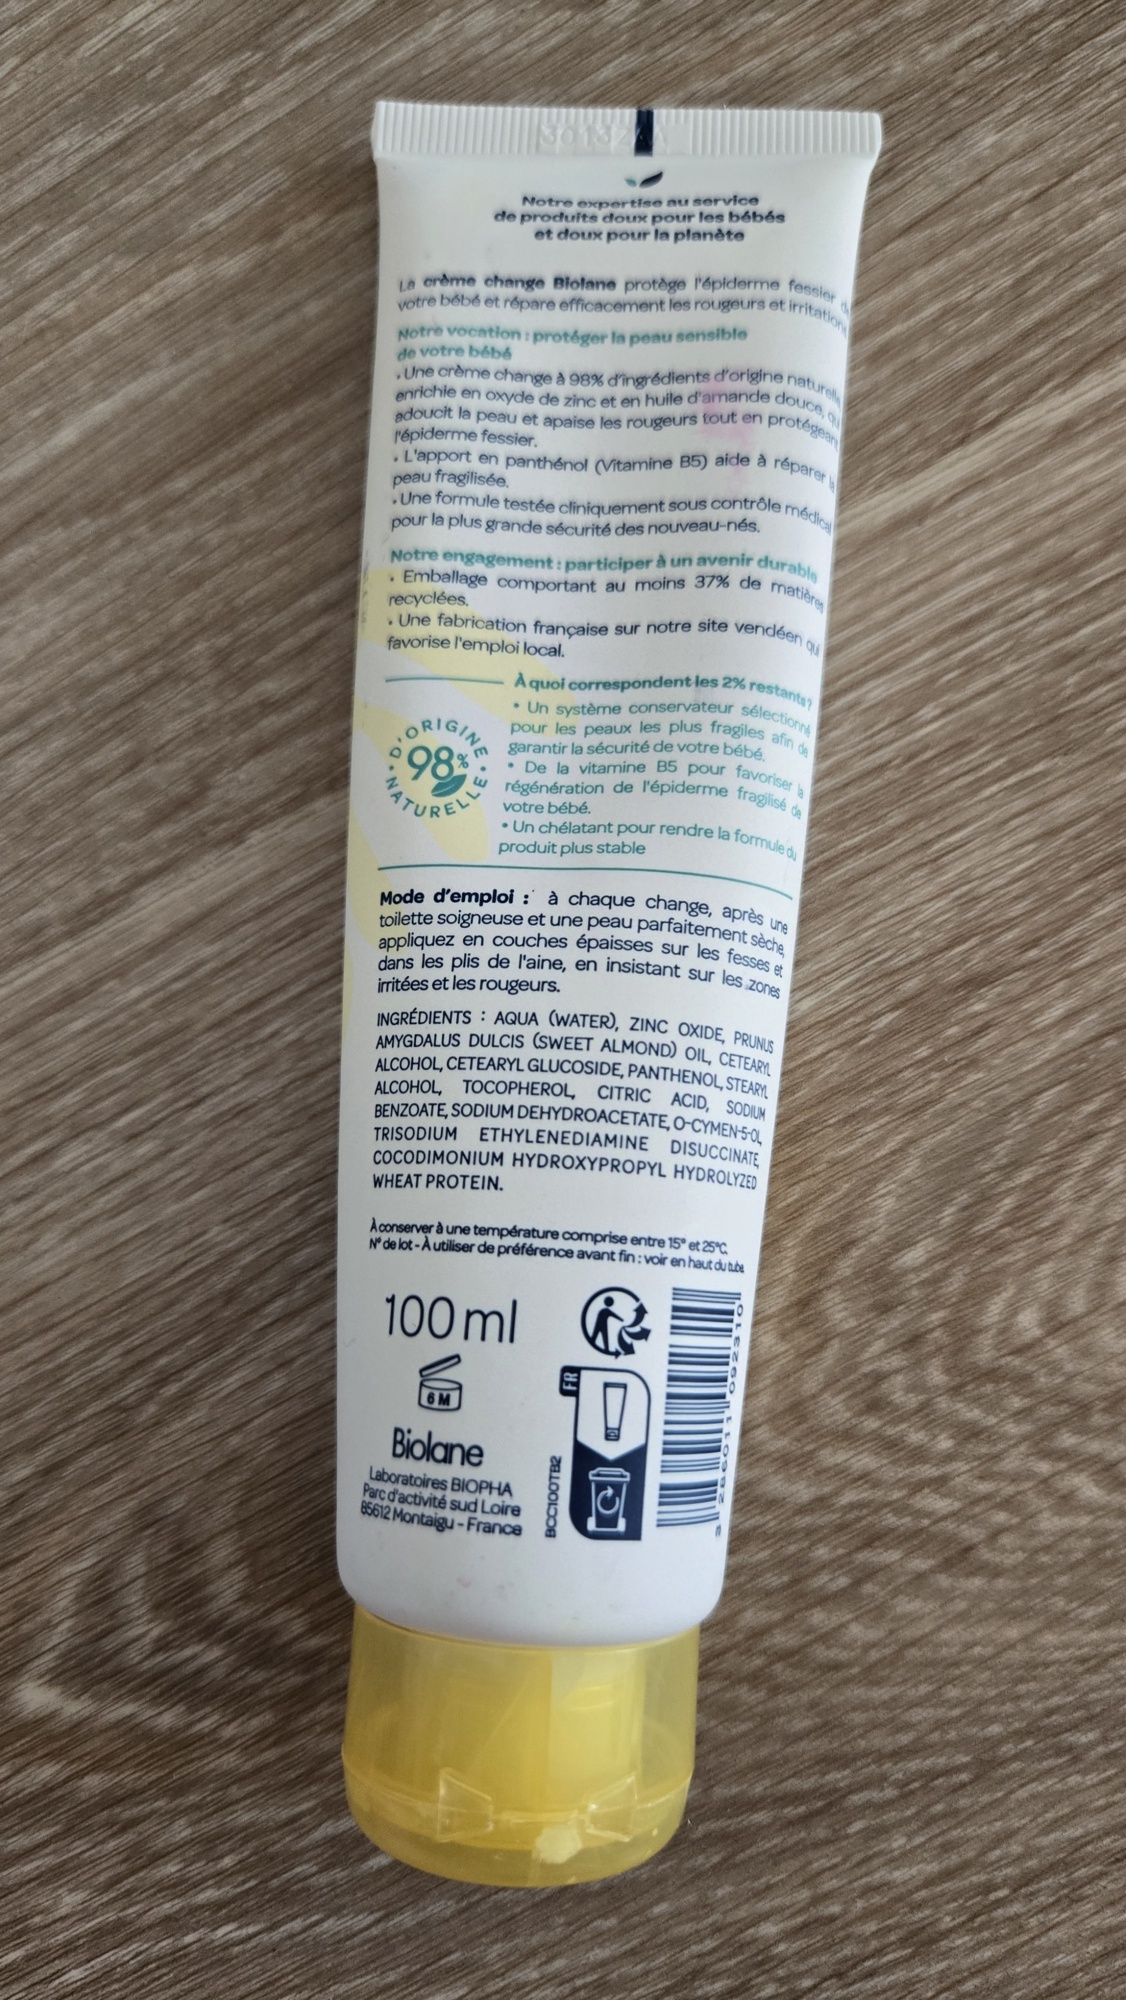 Notre expertise au service
de produits doux pour les bébés
et doux pour la planète
La crème change Biolane protège l'épiderme fessier de
votre bébé et répare efficacement les rougeurs et irritations
Notre vocation : protéger la peau sensible
de votre bébé
• Une crème change à 98% d'ingrédients d'origine naturelle
enrichie en oxyde de zinc et en huile d'amande douce, qui
adoucit la peau et apaise les rougeurs tout en protégeant
l'épiderme fessier.
• L'apport en panthénol (Vitamine B5) aide à réparer la
peau fragilisée.
• Une formule testée cliniquement sous contrôle médical
pour la plus grande sécurité des nouveau-nés.
Notre engagement : participer à un avenir durable
• Emballage comportant au moins 37% de matières
recyclées.
• Une fabrication française sur notre site vendéen qui
favorise l'emploi local.
À quoi correspondent les 2% restants ?
• Un système conservateur sélectionné
pour les peaux les plus fragiles afin de
garantir la sécurité de votre bébé.
• De la vitamine B5 pour favoriser la
régénération de l'épiderme fragilisé de
votre bébé.
• Un chélatant pour rendre la formule du
produit plus stable
98%
D'ORIGINE
NATURELLE
Mode d'emploi : à chaque change, après une
toilette soigneuse et une peau parfaitement sèche,
appliquez en couches épaisses sur les fesses et
dans les plis de l'aine, en insistant sur les zones
irritées et les rougeurs.
INGRÉDIENTS : AQUA (WATER), ZINC OXIDE, PRUNUS
AMYGDALUS DULCIS (SWEET ALMOND) OIL, CETEARYL
ALCOHOL, CETEARYL GLUCOSIDE, PANTHENOL, STEARYL
ALCOHOL, TOCOPHEROL, CITRIC ACID, SODIUM
BENZOATE, SODIUM DEHYDROACETATE, O-CYMEN-5-OL,
TRISODIUM ETHYLENEDIAMINE DISUCCINATE,
COCODIMONIUM HYDROXYPROPYL HYDROLYZED
WHEAT PROTEIN.
À conserver à une température comprise entre 15° et 25°C.
N° de lot - À utiliser de préférence avant fin : voir en haut du tube
100 ml
6 M
Biolane
Laboratoires BIOPHA
Parc d'activité sud Loire
85612 Montaigu - France
BCC100TB2
FR
3 286011 092310